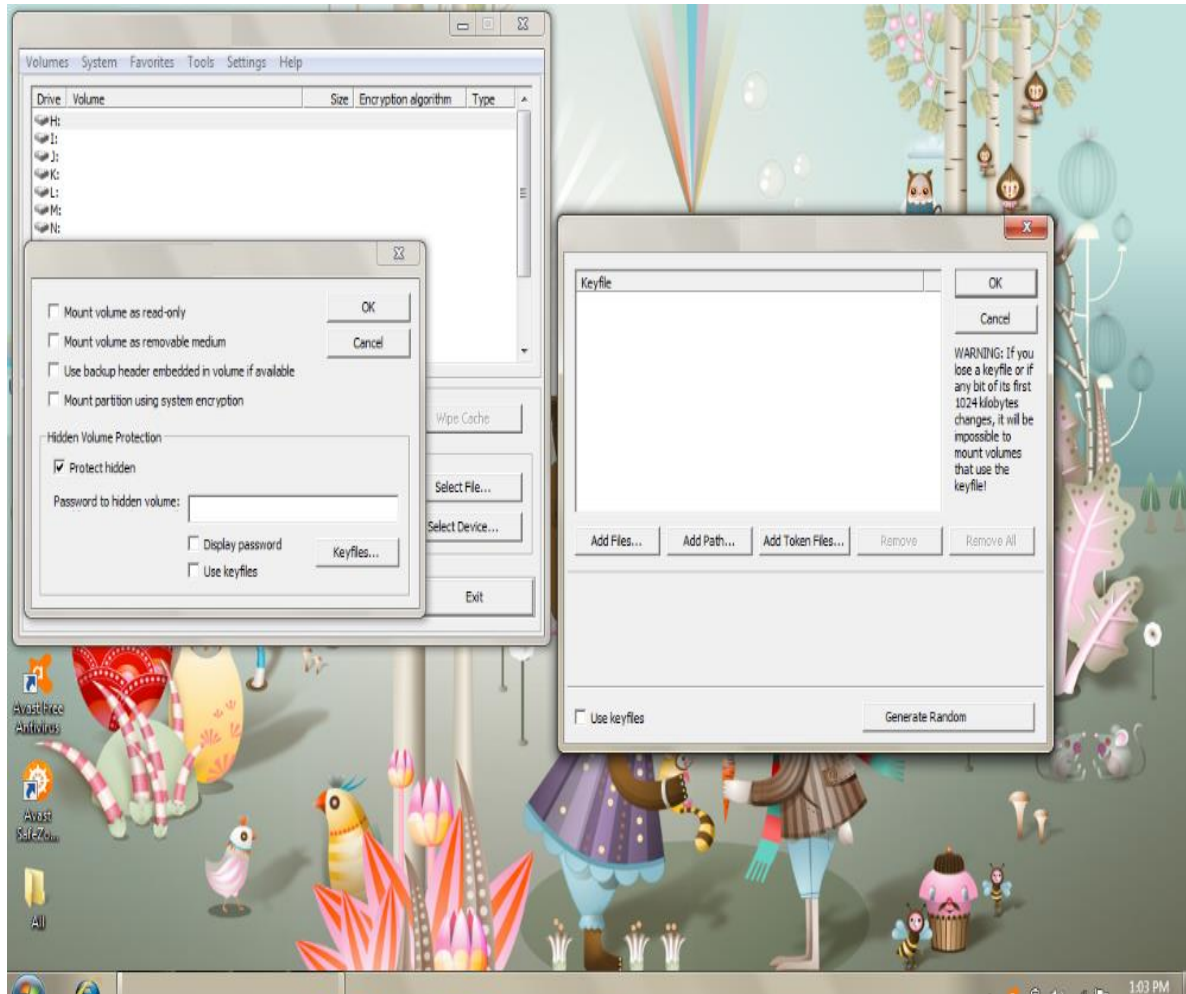 Volumes System Favorites Tools Settings Help
Drive Volume Size Encryption algorithm Type
H:
I:
J:
K:
L:
M:
N:
Mount volume as read-only
OK
Mount volume as removable medium
Cancel
Use backup header embedded in volume if available
Mount partition using system encryption
Hidden Volume Protection
Protect hidden
Password to hidden volume:
Display password
Use keyfiles
Keyfiles...
Wipe Cache
Select File...
Select Device...
Exit
Keyfile
OK
Cancel
WARNING: If you
lose a keyfile or if
any bit of its first
1024 kilobytes
changes, it will be
impossible to
mount volumes
that use the
keyfile!
Add Files... Add Path... Add Token Files... Remove Remove All
Use keyfiles
Generate Random
Avast Free
Antivirus
Avast
SafeZo...
All
1:03 PM